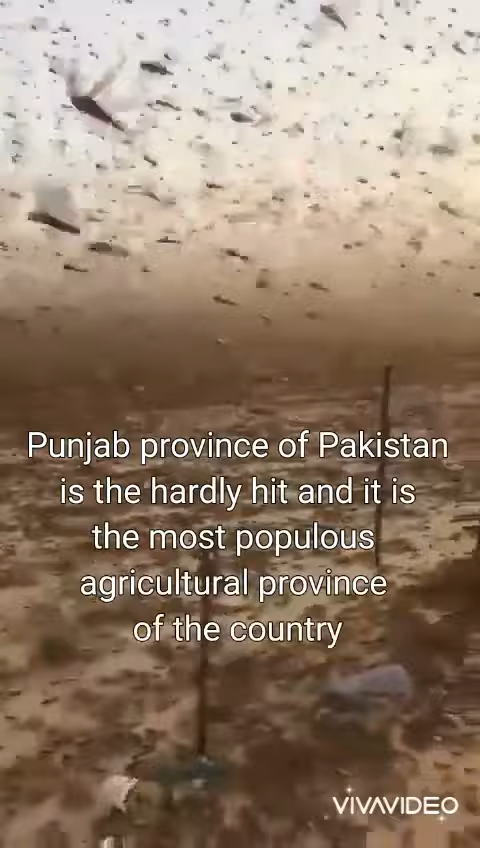 Punjab province of Pakistan
is the hardly hit and it is
the most populous
agricultural province
of the country
VIVAVIDEO